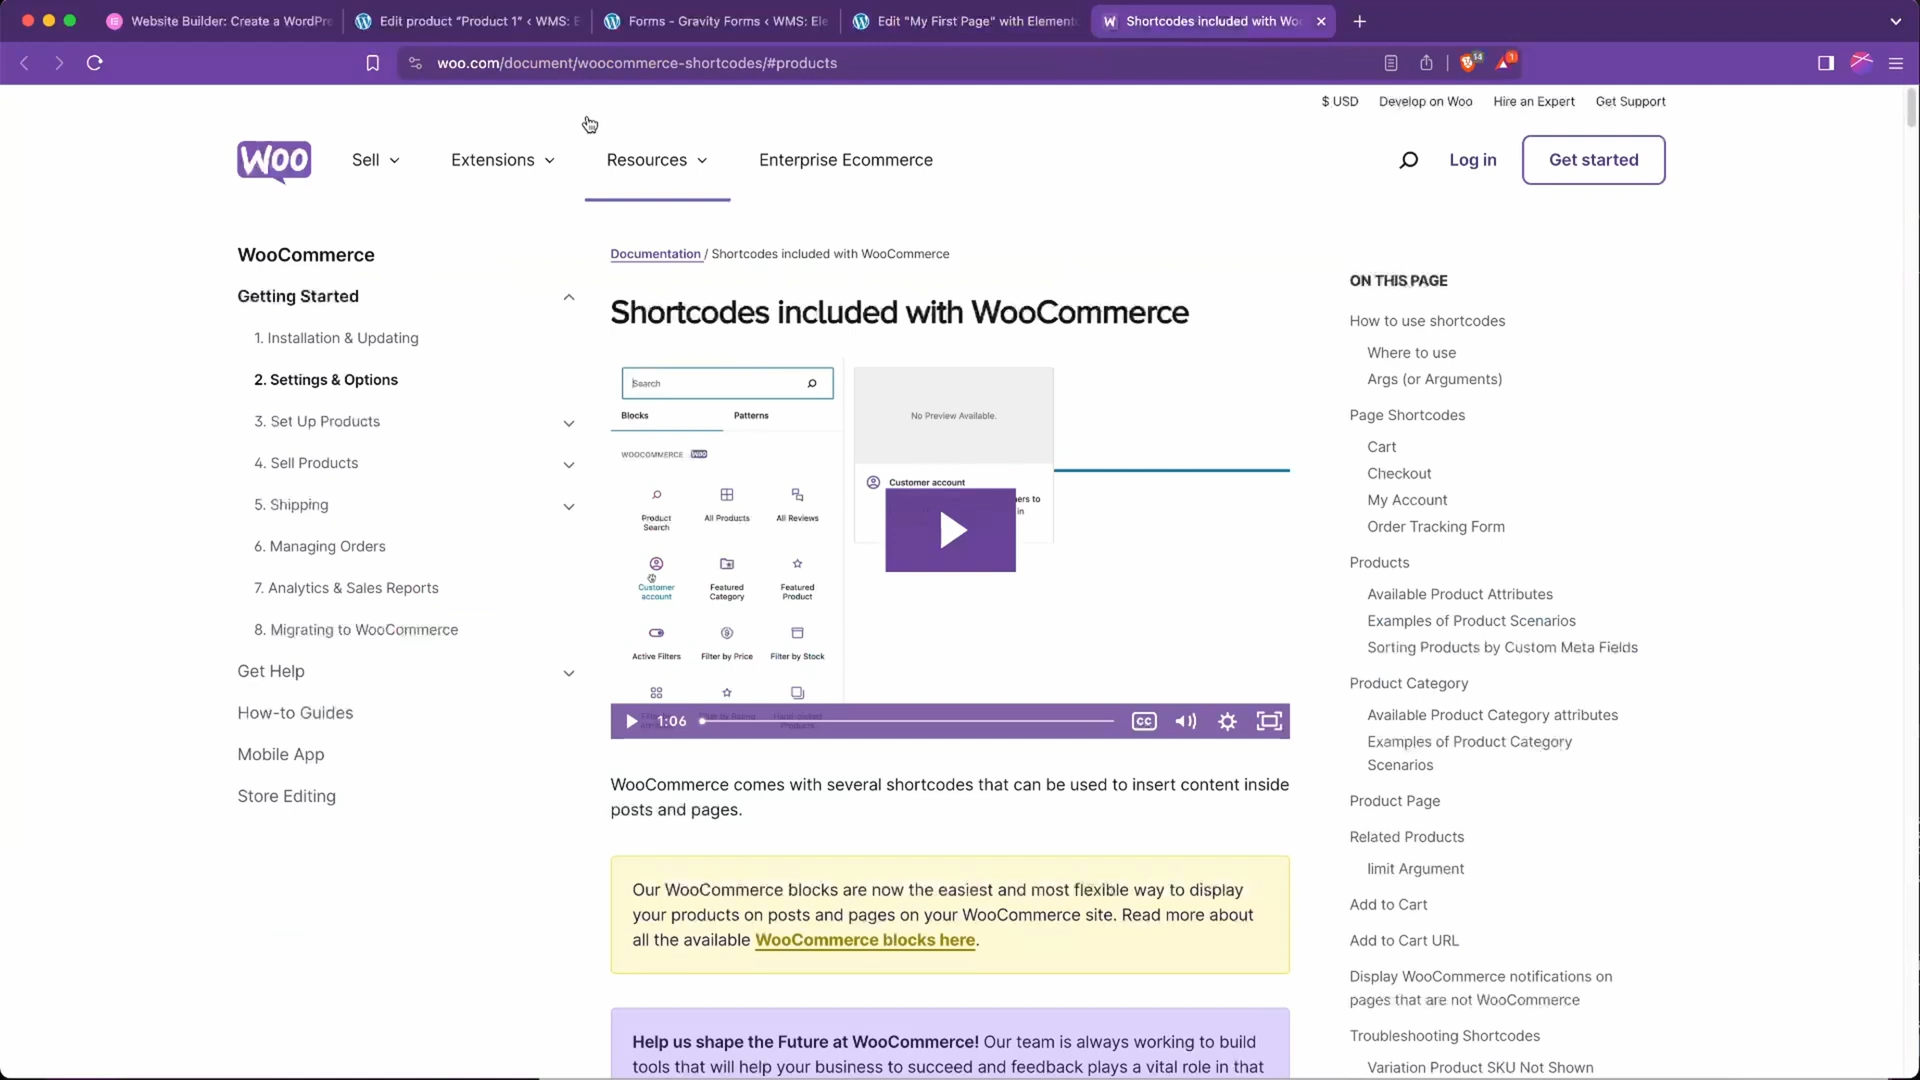 Website Builder: Create a WordPre
Edit product "Product 1" ‹ WMS: E
Forms - Gravity Forms ‹ WMS: Ele
Edit "My First Page" with Elemento
Shortcodes included with Woo
woo.com/document/woocommerce-shortcodes/#products
14
1
$ USD
Develop on Woo
Hire an Expert
Get Support
WOO
Sell
Extensions
Resources
Enterprise Ecommerce
Log in
Get started
WooCommerce
Getting Started
1. Installation & Updating
2. Settings & Options
3. Set Up Products
4. Sell Products
5. Shipping
6. Managing Orders
7. Analytics & Sales Reports
8. Migrating to WooCommerce
Get Help
How-to Guides
Mobile App
Store Editing
Documentation / Shortcodes included with WooCommerce
Shortcodes included with WooCommerce
Search
Blocks
Patterns
WOOCOMMERCE WOO
Product Search
All Products
All Reviews
Customer account
Featured Category
Featured Product
Active Filters
Filter by Price
Filter by Stock
No Preview Available.
Customer account
ers to
in
1:06
CC
WooCommerce comes with several shortcodes that can be used to insert content inside
posts and pages.
Our WooCommerce blocks are now the easiest and most flexible way to display
your products on posts and pages on your WooCommerce site. Read more about
all the available WooCommerce blocks here.
Help us shape the Future at WooCommerce! Our team is always working to build
tools that will help your business to succeed and feedback plays a vital role in that
ON THIS PAGE
How to use shortcodes
Where to use
Args (or Arguments)
Page Shortcodes
Cart
Checkout
My Account
Order Tracking Form
Products
Available Product Attributes
Examples of Product Scenarios
Sorting Products by Custom Meta Fields
Product Category
Available Product Category attributes
Examples of Product Category
Scenarios
Product Page
Related Products
limit Argument
Add to Cart
Add to Cart URL
Display WooCommerce notifications on
pages that are not WooCommerce
Troubleshooting Shortcodes
Variation Product SKU Not Shown